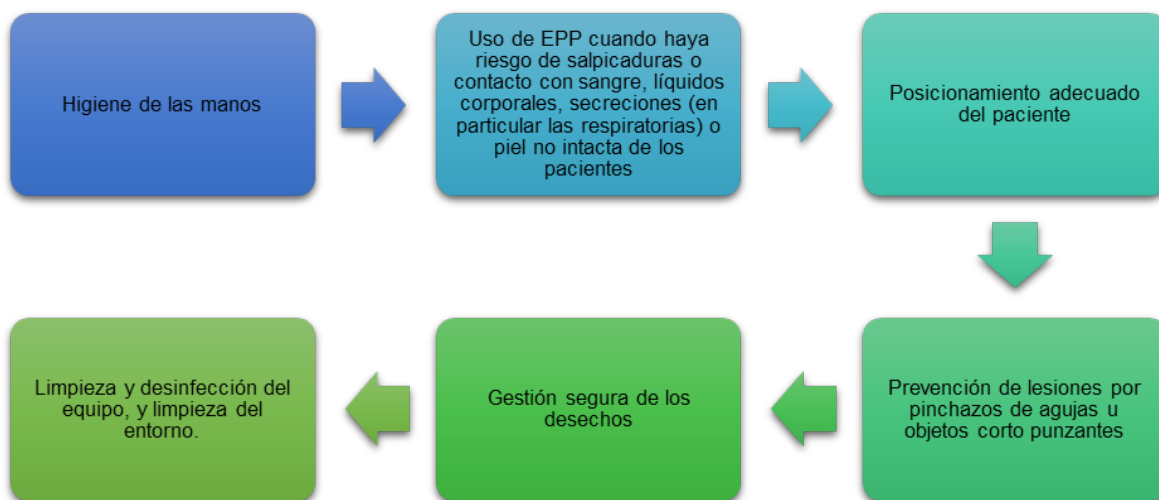 Higiene de las manos
Uso de EPP cuando haya
riesgo de salpicaduras o
contacto con sangre, líquidos
corporales, secreciones (en
particular las respiratorias) o
piel no intacta de los
pacientes
Posicionamiento adecuado
del paciente
Prevención de lesiones por
pinchazos de agujas u
objetos corto punzantes
Gestión segura de los
desechos
Limpieza y desinfección del
equipo, y limpieza del
entorno.